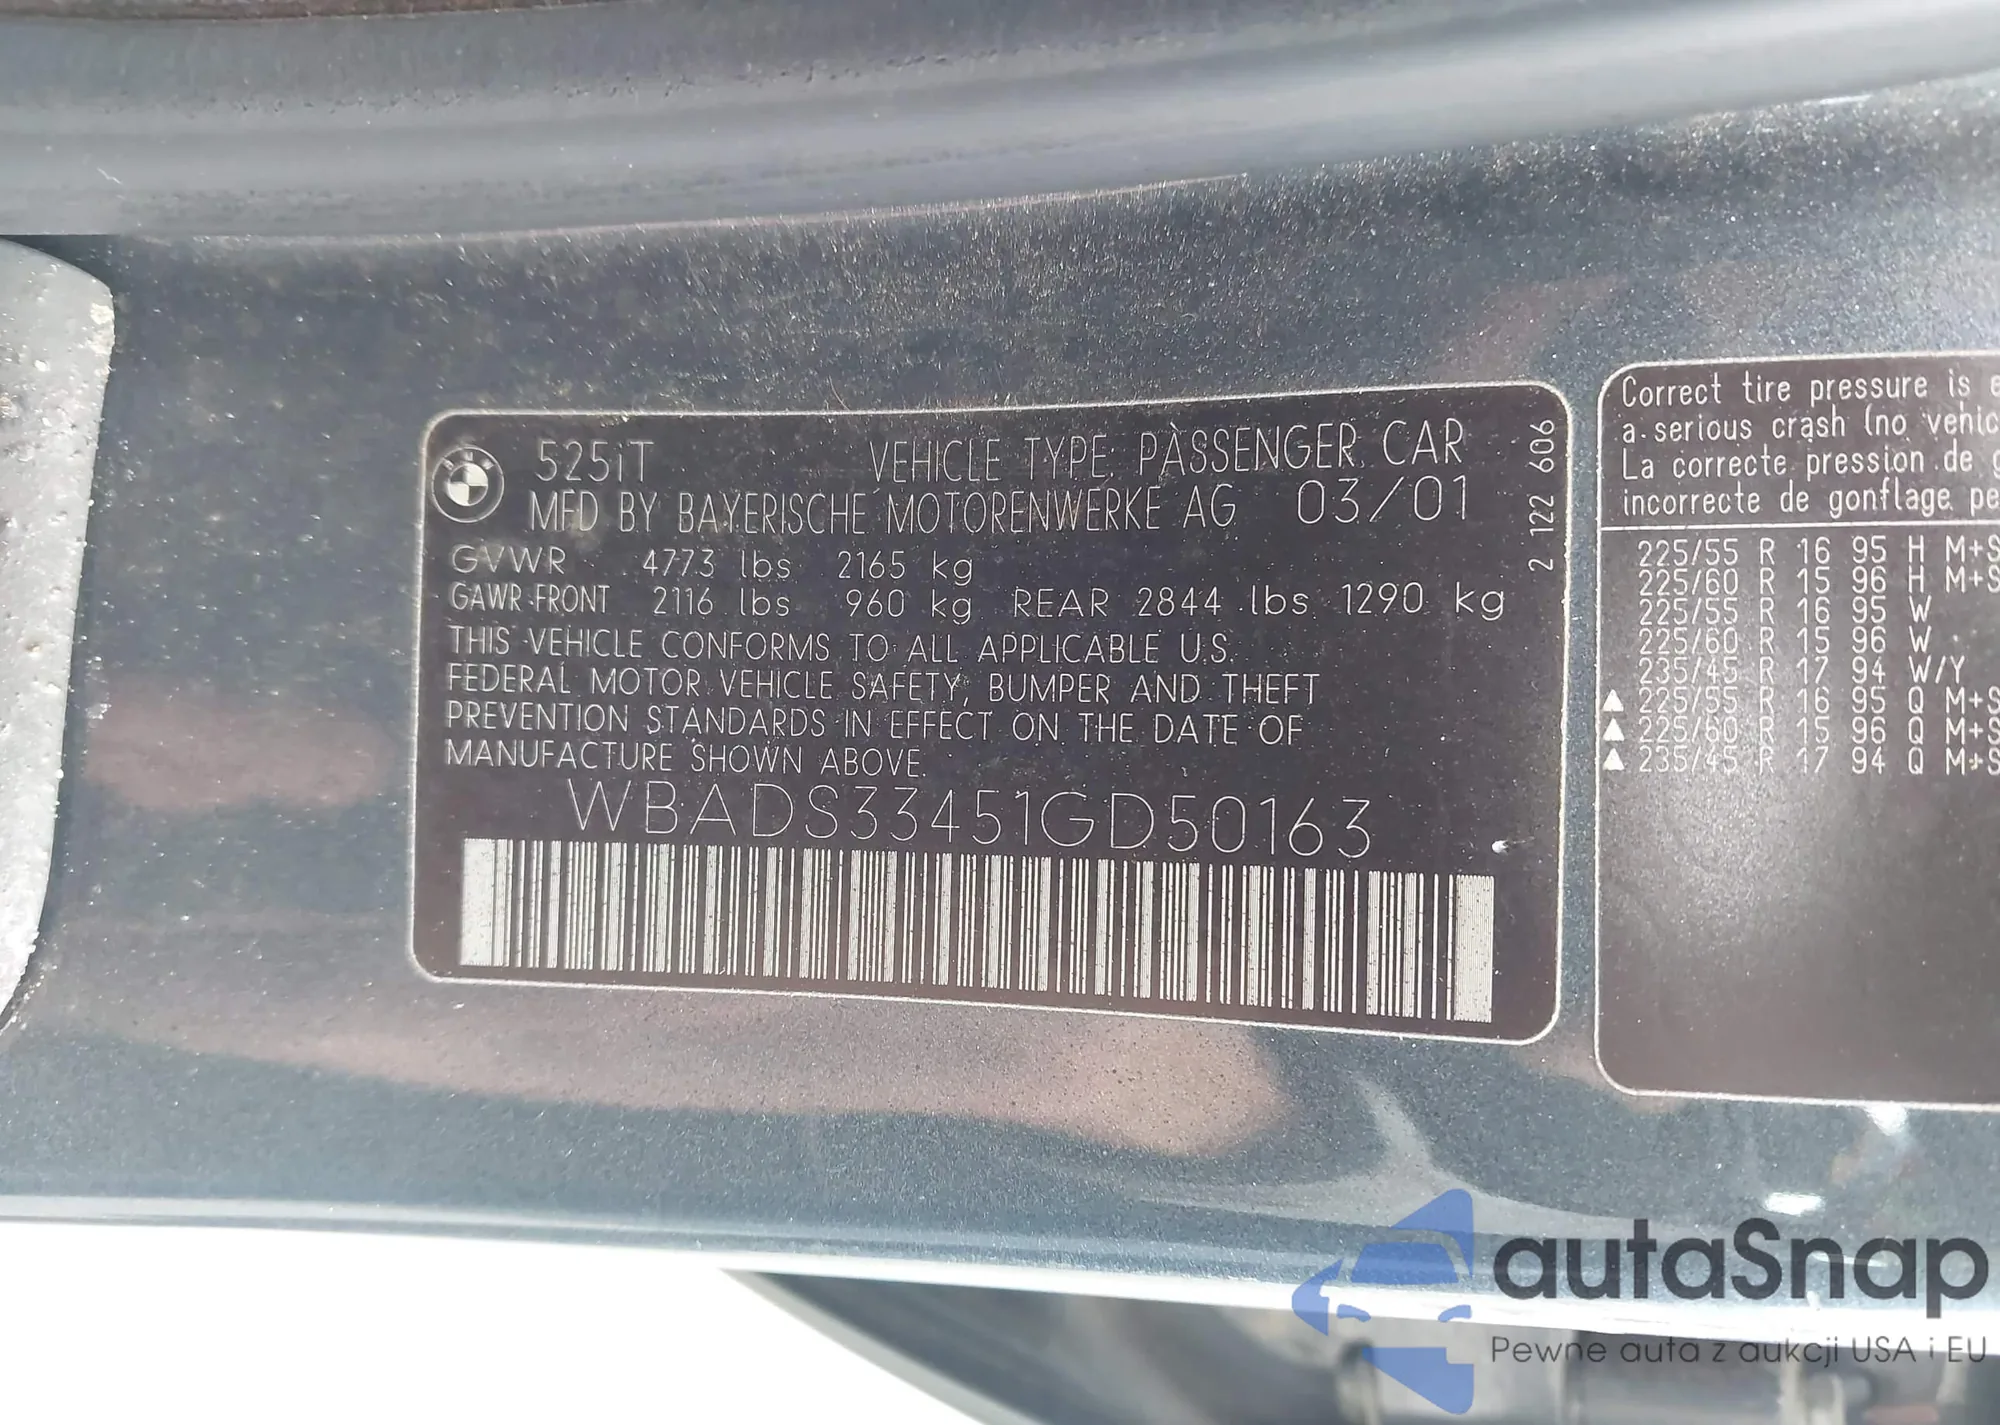 525iT VEHICLE TYPE: PASSENGER CAR
MFD BY BAYERISCHE MOTORENWERKE AG 03/01
GVWR 4773 lbs 2165 kg
GAWR-FRONT 2116 lbs 960 kg REAR 2844 lbs 1290 kg
THIS VEHICLE CONFORMS TO ALL APPLICABLE U.S.
FEDERAL MOTOR VEHICLE SAFETY, BUMPER AND THEFT
PREVENTION STANDARDS IN EFFECT ON THE DATE OF
MANUFACTURE SHOWN ABOVE.
WBADS33451GD50163
2 122 606
Correct tire pressure is
a serious crash (no vehic
La correcte pression de
incorrecte de gonflage pe
225/55 R 16 95 H M+S
225/60 R 15 96 H M+S
225/55 R 16 95 W
225/60 R 15 96 W
235/45 R 17 94 W/Y
▲ 225/55 R 16 95 Q M+S
▲ 225/60 R 15 96 Q M+S
▲ 235/45 R 17 94 Q M+S
autaSnap
Pewne auta z aukcji USA i EU